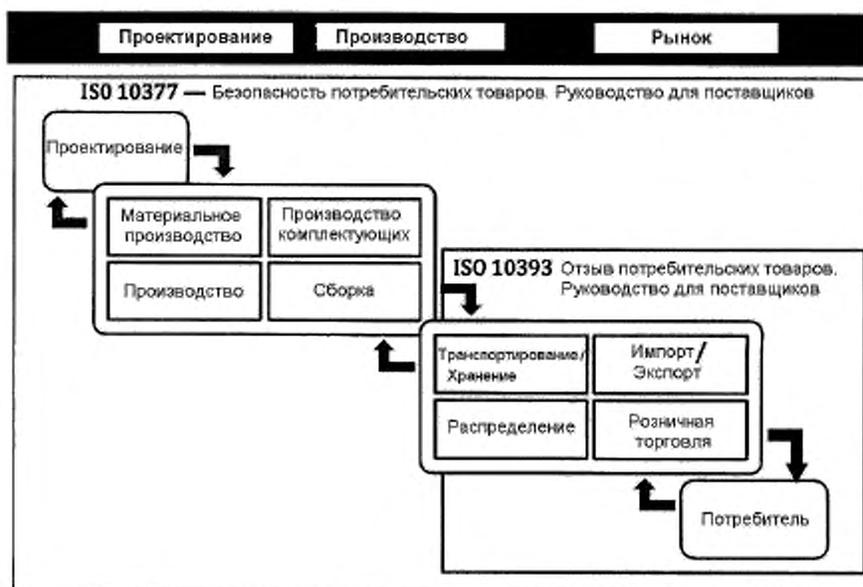 Проектирование
Производство
Рынок
ISO 10377 — Безопасность потребительских товаров. Руководство для поставщиков
Проектирование
Материальное
производство
Производство
комплектующих
Производство
Сборка
ISO 10393 Отзыв потребительских товаров.
Руководство для поставщиков
Транспортирование/
Хранение
Импорт/
Экспорт
Распределение
Розничная
торговля
Потребитель